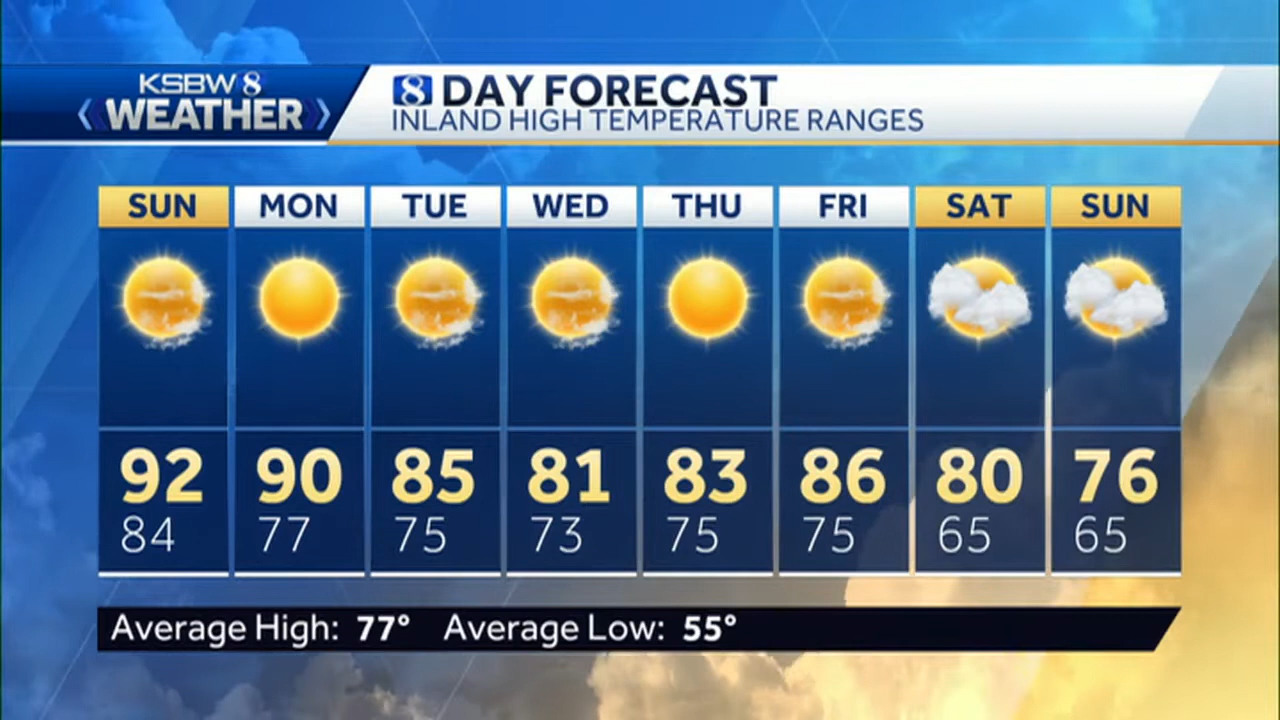 KSBW 8
WEATHER
8 DAY FORECAST
INLAND HIGH TEMPERATURE RANGES
SUN MON TUE WED THU FRI SAT SUN
92 90 85 81 83 86 80 76
84 77 75 73 75 75 65 65
Average High: 77° Average Low: 55°